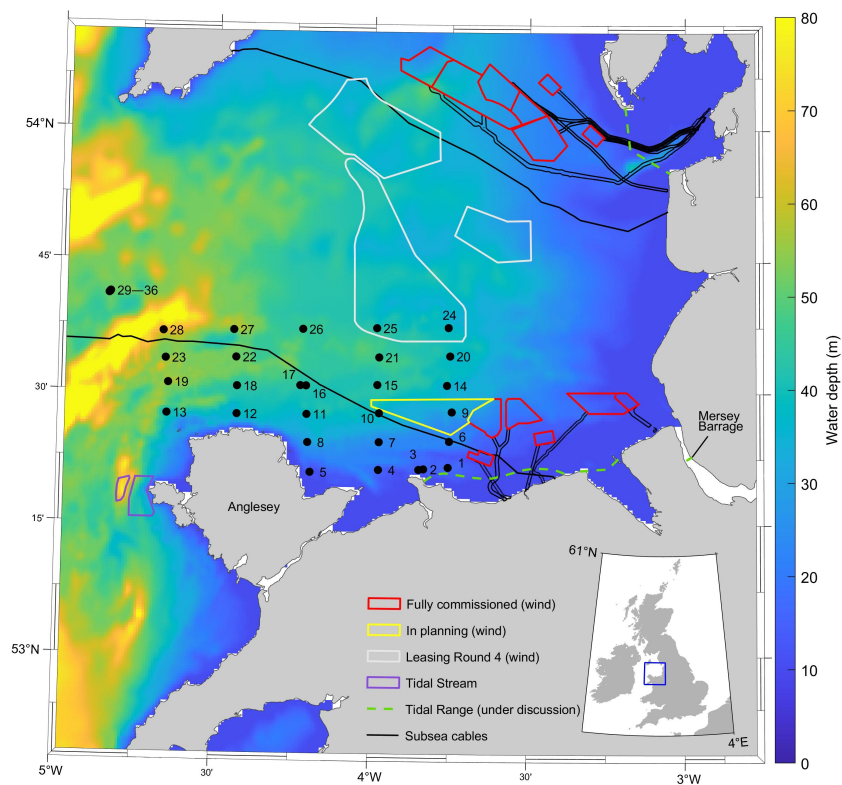 80
70
60
50
40
30
20
10
0
Water depth (m)
54°N
45'
30'
15'
53°N
5°W
30'
4°W
30'
3°W
29—36
24
28
27
26
25
23
22
21
20
19
18
17
16
15
14
13
12
11
10
9
8
7
6
5
4
3
2
1
Mersey
Barrage
Anglesey
61°N
4°E
Fully commissioned (wind)
In planning (wind)
Leasing Round 4 (wind)
Tidal Stream
Tidal Range (under discussion)
Subsea cables